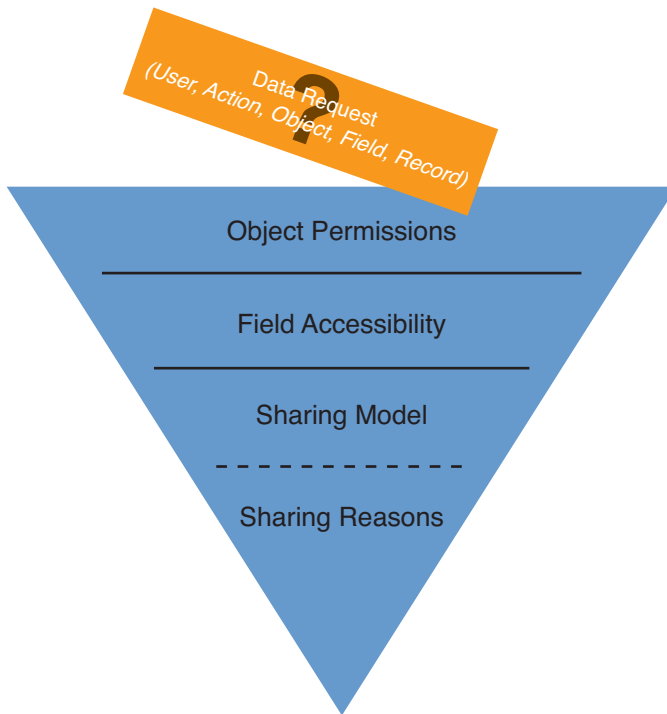 ?
Data Request
(User, Action, Object, Field, Record)
Object Permissions
Field Accessibility
Sharing Model
Sharing Reasons